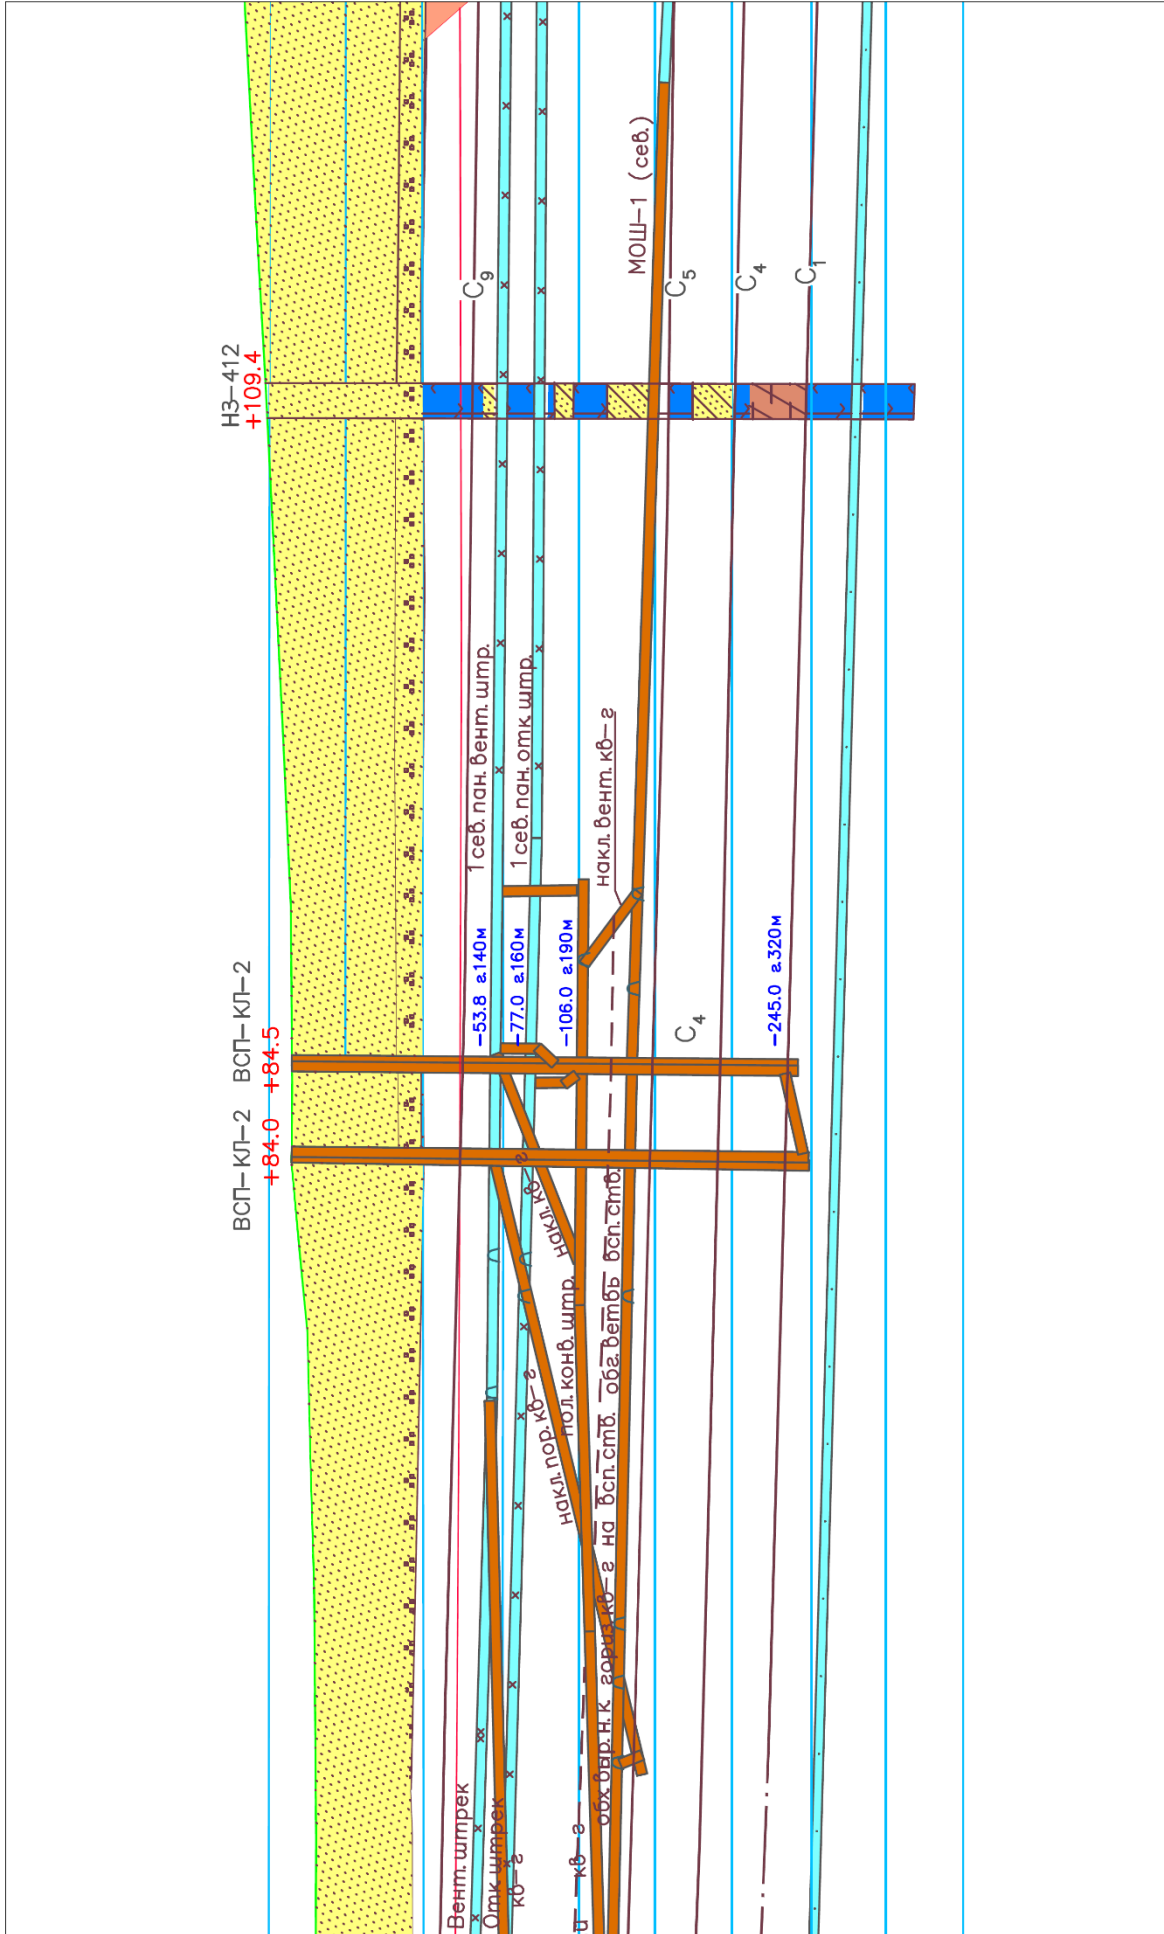 НЗ-412
+109.4
С9
МОШ-1 (сев.)
С5
С4
С1
1 сев. пан. вент. штр.
1 сев. пан. отк. штр.
накл. вент. кв-г
ВСП-КЛ-2
+84.5
-53.8 г.140м
-77.0 г.160м
-106.0 г.190м
С4
-245.0 г.320м
ВСП-КЛ-2
+84.0
накл. кв-г
пол. конв. штр.
накл. пор. кв-г
обх. выр. н. к. гориз. кв-г на всп. ств. обг. ветвь всп. ств.
Вент. штрек
Отк. штрек
кв-г
и кв-г